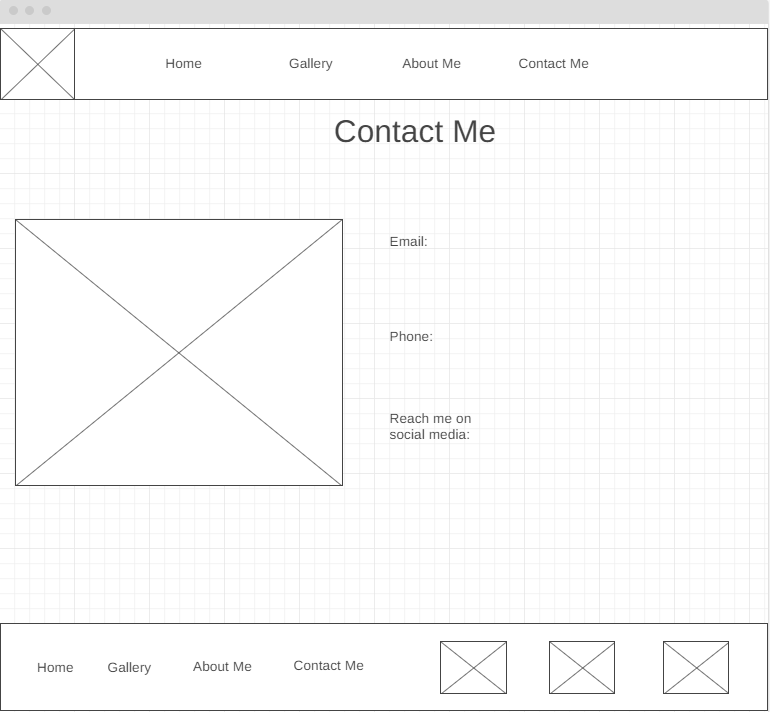 Home Gallery About Me Contact Me
Contact Me
Email:
Phone:
Reach me on
social media:
Home Gallery About Me Contact Me